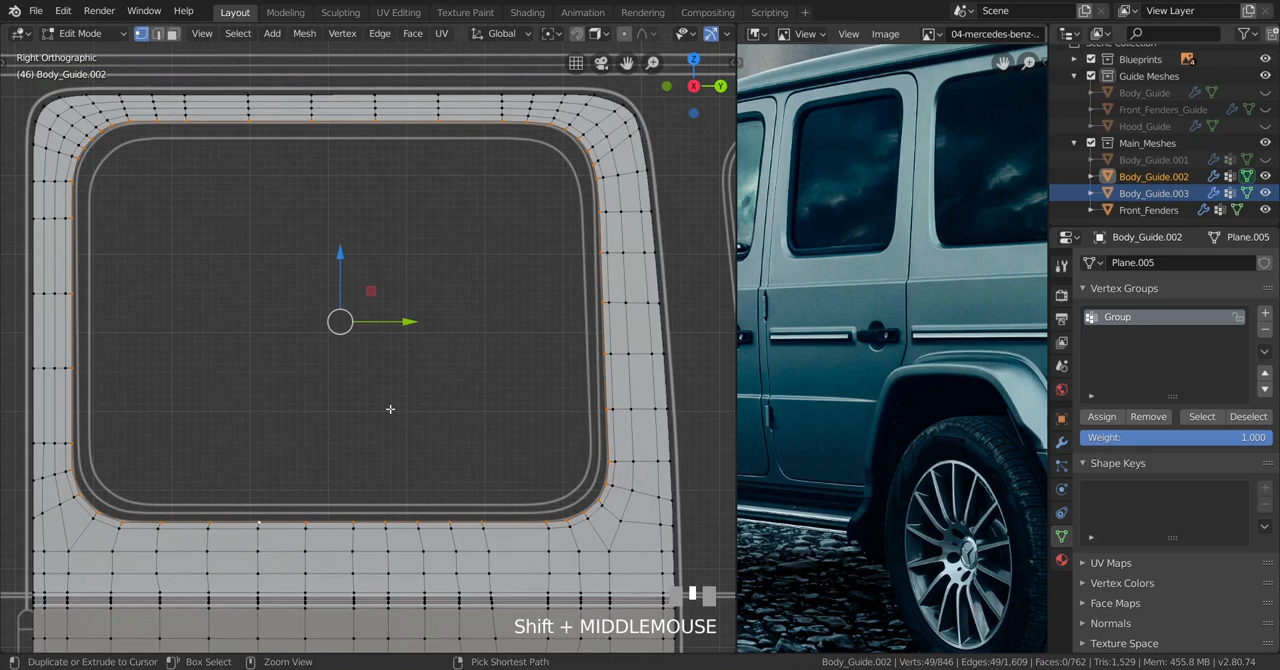 File Edit Render Window Help Layout Modeling Sculpting UV Editing Texture Paint Shading Animation Rendering Compositing Scripting + Scene View Layer
Edit Mode View Select Add Mesh Vertex Edge Face UV Global View View Image 04-mercedes-benz-..
Right Orthographic
(46) Body_Guide.002
Z
X
Y
Scene Collection
Blueprints 4
Guide Meshes
Body_Guide
Front_Fenders_Guide
Hood_Guide
Main_Meshes
Body_Guide.001
Body_Guide.002
Body_Guide.003
Front_Fenders
Body_Guide.002 Plane.005
Plane.005
Vertex Groups
Group
Assign Remove Select Deselect
Weight: 1.000
Shape Keys
UV Maps
Vertex Colors
Face Maps
Normals
Texture Space
Shift + MIDDLEMOUSE
Duplicate or Extrude to Cursor Box Select Zoom View Pick Shortest Path Body_Guide.002 | Verts:49/846 | Edges:49/1,609 | Faces:0/762 | Tris:1,529 | Mem: 455.8 MB | v2.80.74